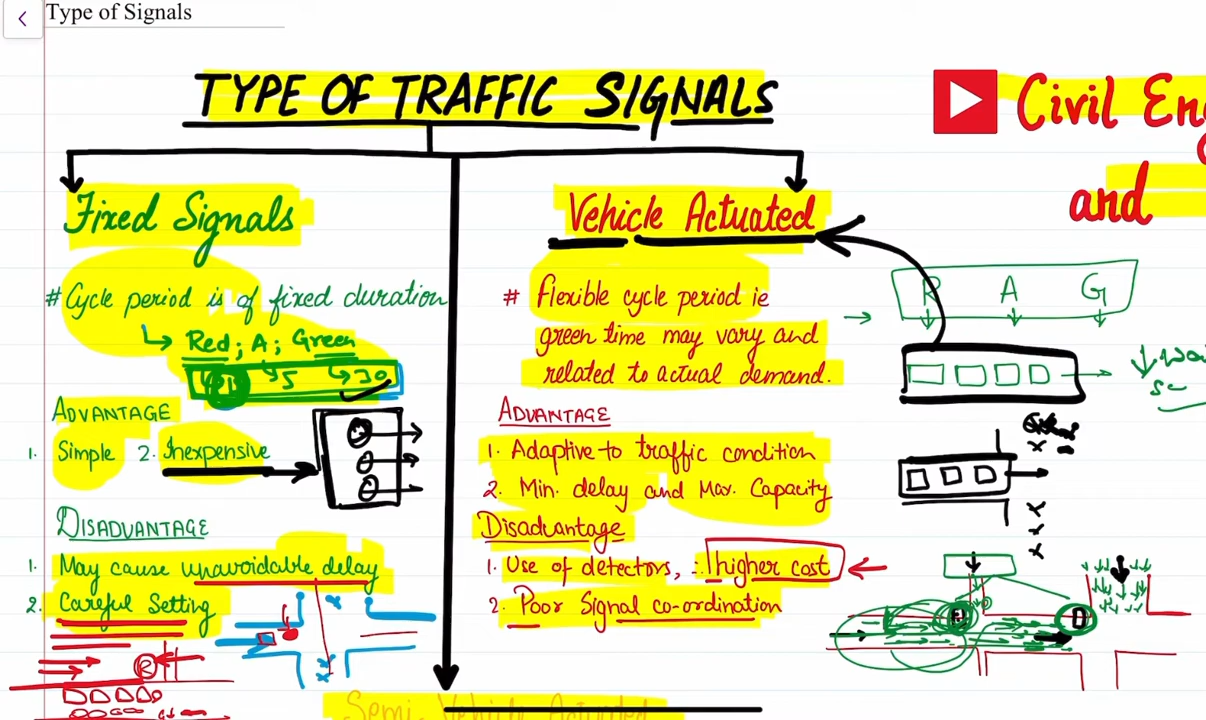 Type of Signals
TYPE OF TRAFFIC SIGNALS
Civil En
and
Fixed Signals
# Cycle period is of fixed duration
Red; A; Green
5 30
ADVANTAGE
1. Simple 2. Inexpensive
DISADVANTAGE
1. May cause unavoidable delay
2. Careful Setting
R
Vehicle Actuated
# Flexible cycle period ie
green time may vary and
related to actual demand.
ADVANTAGE
1. Adaptive to traffic condition
2. Min. delay and Max. Capacity
Disadvantage
1. Use of detectors, ∴ higher cost
2. Poor Signal co-ordination
R A G
Semi Vehicle Actuated